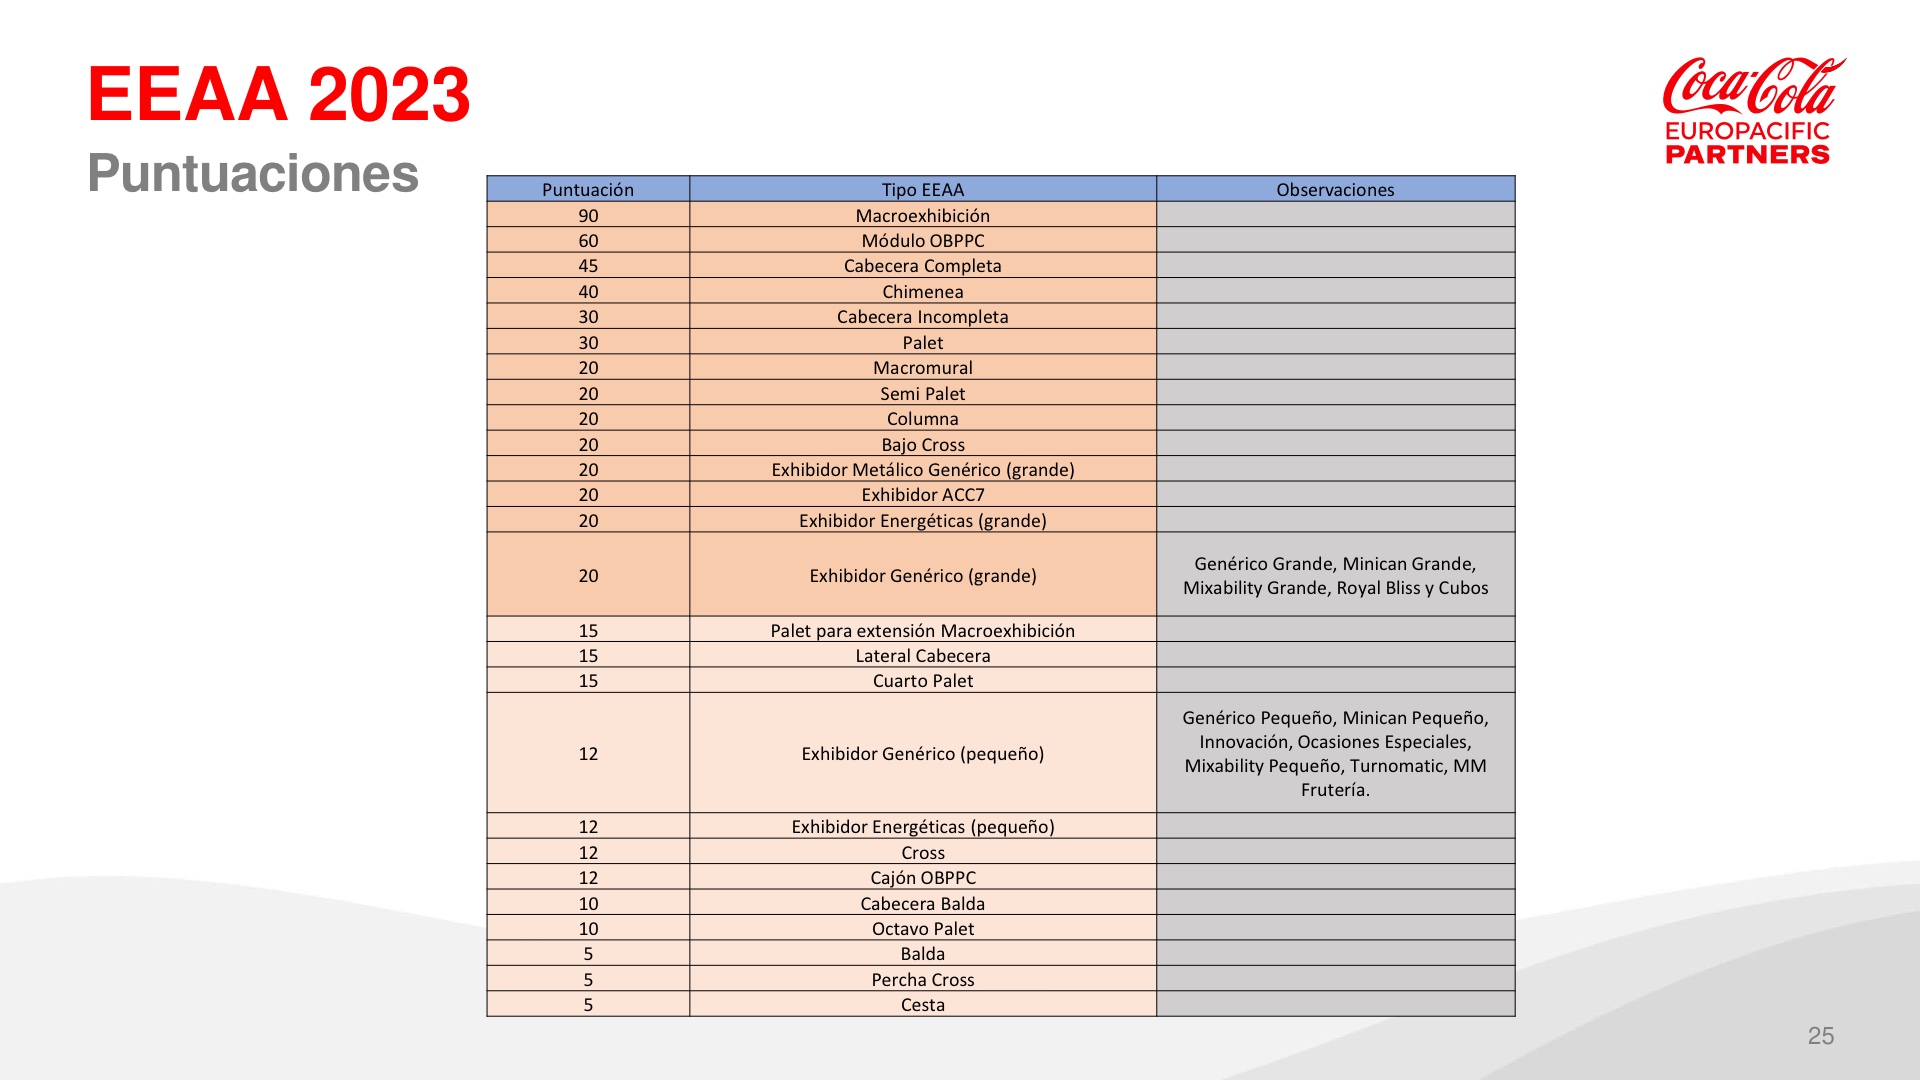 EEAA 2023
Puntuaciones
Coca-Cola
EUROPACIFIC
PARTNERS
Puntuación Tipo EEAA Observaciones
90 Macroexhibición
60 Módulo OBPPC
45 Cabecera Completa
40 Chimenea
30 Cabecera Incompleta
30 Palet
20 Macromural
20 Semi Palet
20 Columna
20 Bajo Cross
20 Exhibidor Metálico Genérico (grande)
20 Exhibidor ACC7
20 Exhibidor Energéticas (grande)
20 Exhibidor Genérico (grande) Genérico Grande, Minican Grande,
Mixability Grande, Royal Bliss y Cubos
15 Palet para extensión Macroexhibición
15 Lateral Cabecera
15 Cuarto Palet
12 Exhibidor Genérico (pequeño) Genérico Pequeño, Minican Pequeño,
Innovación, Ocasiones Especiales,
Mixability Pequeño, Turnomatic, MM
Frutería.
12 Exhibidor Energéticas (pequeño)
12 Cross
12 Cajón OBPPC
10 Cabecera Balda
10 Octavo Palet
5 Balda
5 Percha Cross
5 Cesta
25